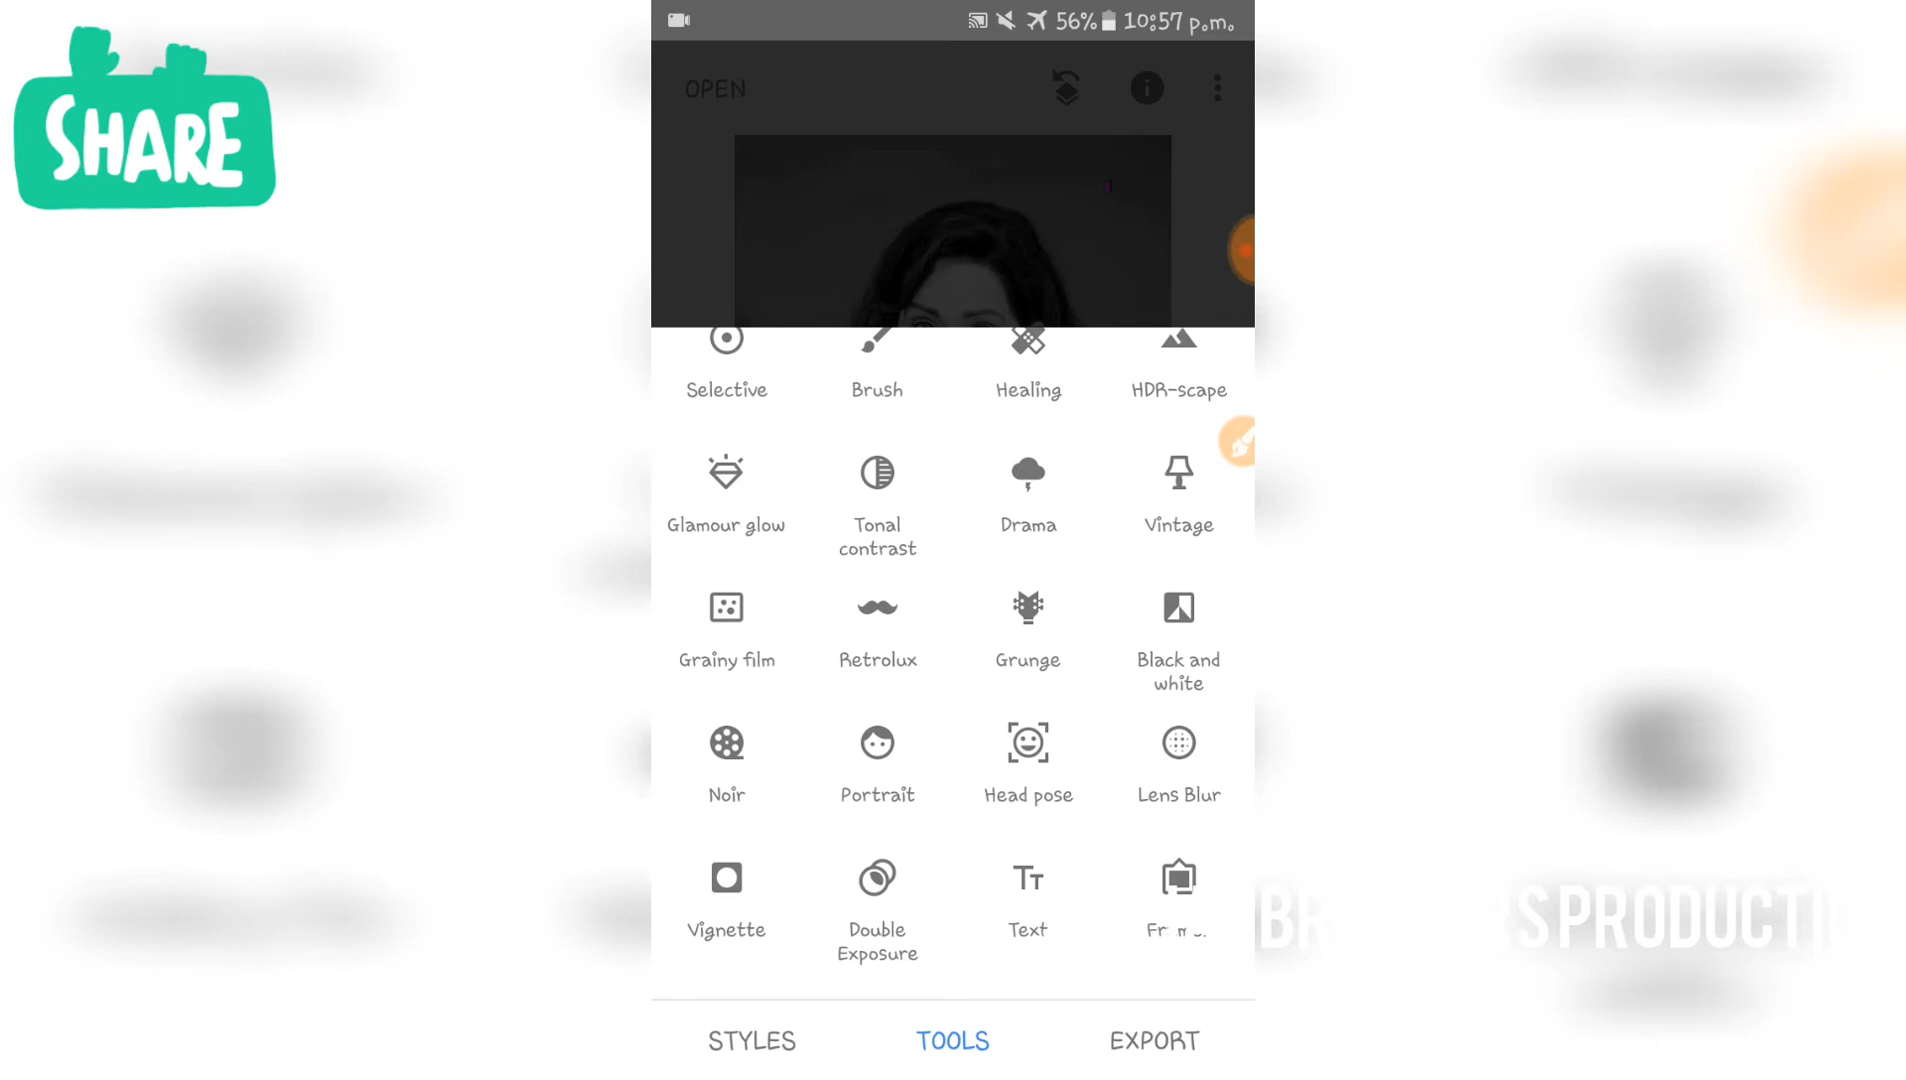 SHARE
56% 10:57 p.m.
OPEN
Selective Brush Healing HDR-scape
Glamour glow Tonal contrast Drama Vintage
Grainy film Retrolux Grunge Black and white
Noir Portrait Head pose Lens Blur
Vignette Double Exposure Text
STYLES TOOLS EXPORT